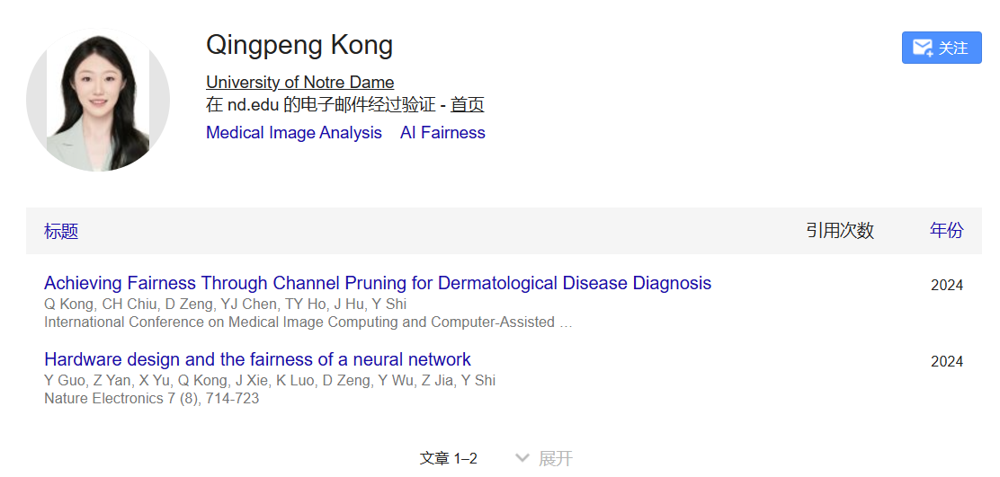 Qingpeng Kong
关注
University of Notre Dame
在 nd.edu 的电子邮件经过验证 - 首页
Medical Image Analysis AI Fairness
标题 引用次数 年份
Achieving Fairness Through Channel Pruning for Dermatological Disease Diagnosis 2024
Q Kong, CH Chiu, D Zeng, YJ Chen, TY Ho, J Hu, Y Shi
International Conference on Medical Image Computing and Computer-Assisted …
Hardware design and the fairness of a neural network 2024
Y Guo, Z Yan, X Yu, Q Kong, J Xie, K Luo, D Zeng, Y Wu, Z Jia, Y Shi
Nature Electronics 7 (8), 714-723
文章 1–2 展开